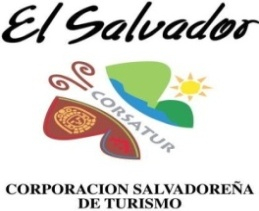 El Salvador
CORSATUR
CORPORACION SALVADOREÑA
DE TURISMO